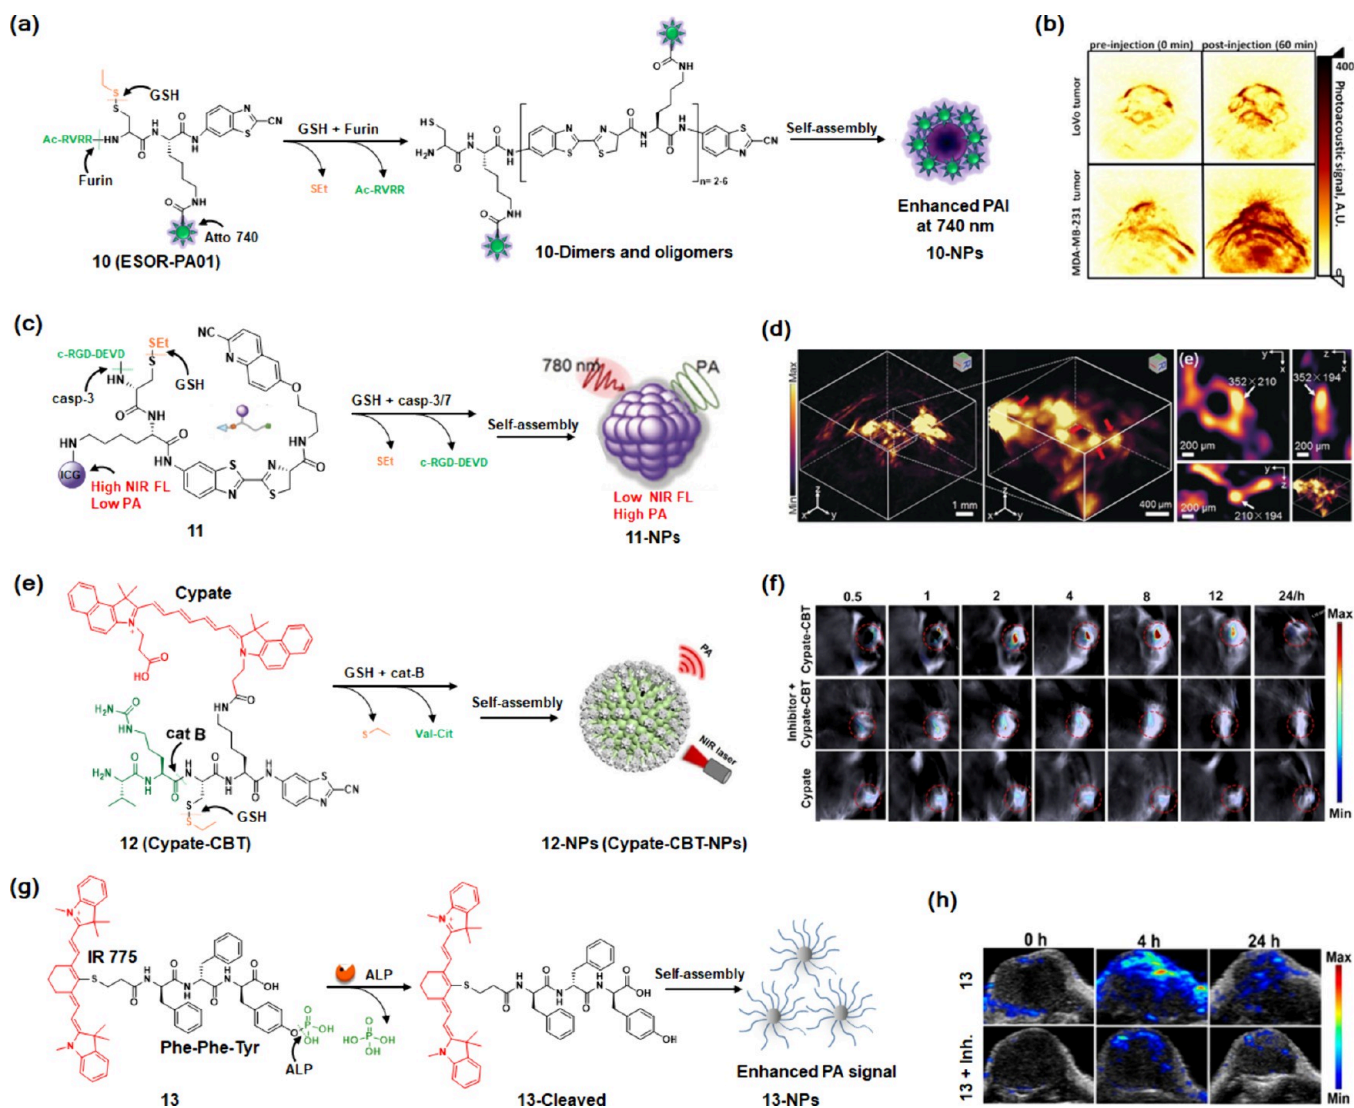 (a)
S
S
GSH
Ac-RVRR
HN
O
H
N
N
H
O
H
N
N
S
CN
Furin
NH
O
Atto 740
10 (ESOR-PA01)
GSH + Furin
SEt
Ac-RVRR
HS
H2N
n= 2-6
10-Dimers and oligomers
Self-assembly
Enhanced PAI
at 740 nm
10-NPs
(b)
pre-injection (0 min) post-injection (60 min)
LoVo tumor
MDA-MB-231 tumor
400
Photoacoustic signal, A.U.
0
(c)
c-RGD-DEVD
SEt
GSH
casp-3
NC
ICG
High NIR FL
Low PA
11
GSH + casp-3/7
SEt
c-RGD-DEVD
Self-assembly
780 nm
PA
Low NIR FL
High PA
11-NPs
(d)
Max
Min
z
x
y
1 mm
z
x
y
400 µm
(e)
y
x
352×210
200 µm
z
x
352×194
200 µm
y
z
200 µm
210×194
(e)
Cypate
HO
O
H2N
cat B
GSH
CN
12 (Cypate-CBT)
GSH + cat-B
S
Val-Cit
Self-assembly
PA
NIR laser
12-NPs (Cypate-CBT-NPs)
(f)
0.5 1 2 4 8 12 24/h
Cypate-CBT
Inhibitor +
Cypate-CBT
Cypate
Max
Min
(g)
IR 775
Phe-Phe-Tyr
ALP
13
ALP
13-Cleaved
Self-assembly
Enhanced PA signal
13-NPs
(h)
0 h 4 h 24 h
13
13 + Inh.
Max
Min